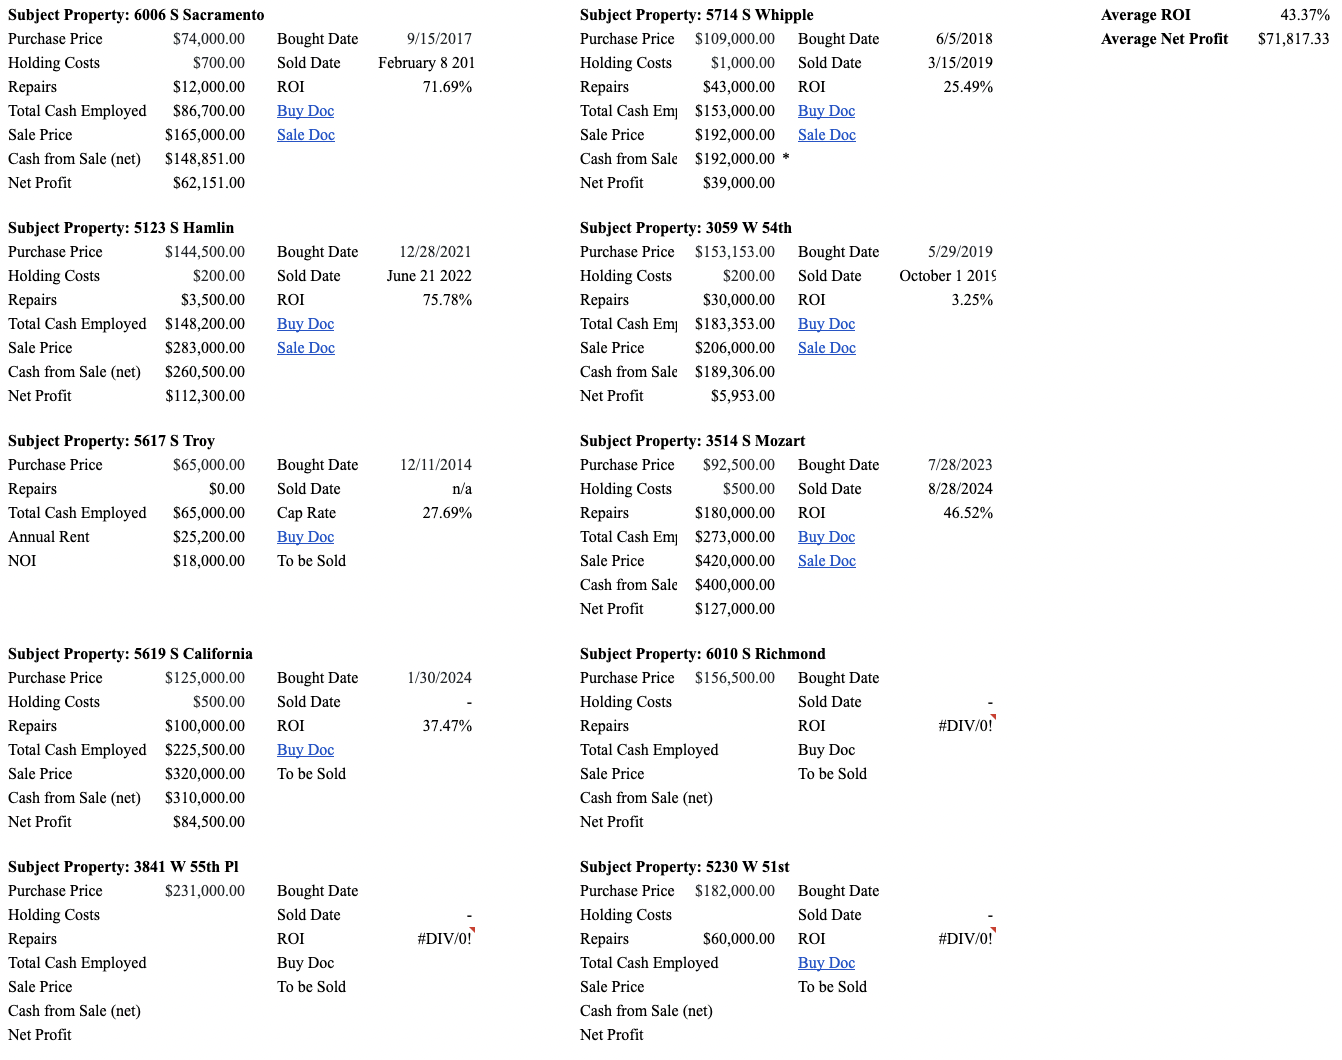 Subject Property: 6006 S Sacramento
Purchase Price $74,000.00 Bought Date 9/15/2017
Holding Costs $700.00 Sold Date February 8 201
Repairs $12,000.00 ROI 71.69%
Total Cash Employed $86,700.00 Buy Doc
Sale Price $165,000.00 Sale Doc
Cash from Sale (net) $148,851.00
Net Profit $62,151.00
Subject Property: 5714 S Whipple
Purchase Price $109,000.00 Bought Date 6/5/2018
Holding Costs $1,000.00 Sold Date 3/15/2019
Repairs $43,000.00 ROI 25.49%
Total Cash Emp $153,000.00 Buy Doc
Sale Price $192,000.00 Sale Doc
Cash from Sale $192,000.00 *
Net Profit $39,000.00
Average ROI 43.37%
Average Net Profit $71,817.33
Subject Property: 5123 S Hamlin
Purchase Price $144,500.00 Bought Date 12/28/2021
Holding Costs $200.00 Sold Date June 21 2022
Repairs $3,500.00 ROI 75.78%
Total Cash Employed $148,200.00 Buy Doc
Sale Price $283,000.00 Sale Doc
Cash from Sale (net) $260,500.00
Net Profit $112,300.00
Subject Property: 3059 W 54th
Purchase Price $153,153.00 Bought Date 5/29/2019
Holding Costs $200.00 Sold Date October 1 2019
Repairs $30,000.00 ROI 3.25%
Total Cash Emp $183,353.00 Buy Doc
Sale Price $206,000.00 Sale Doc
Cash from Sale $189,306.00
Net Profit $5,953.00
Subject Property: 5617 S Troy
Purchase Price $65,000.00 Bought Date 12/11/2014
Repairs $0.00 Sold Date n/a
Total Cash Employed $65,000.00 Cap Rate 27.69%
Annual Rent $25,200.00 Buy Doc
NOI $18,000.00 To be Sold
Subject Property: 3514 S Mozart
Purchase Price $92,500.00 Bought Date 7/28/2023
Holding Costs $500.00 Sold Date 8/28/2024
Repairs $180,000.00 ROI 46.52%
Total Cash Emp $273,000.00 Buy Doc
Sale Price $420,000.00 Sale Doc
Cash from Sale $400,000.00
Net Profit $127,000.00
Subject Property: 5619 S California
Purchase Price $125,000.00 Bought Date 1/30/2024
Holding Costs $500.00 Sold Date -
Repairs $100,000.00 ROI 37.47%
Total Cash Employed $225,500.00 Buy Doc
Sale Price $320,000.00 To be Sold
Cash from Sale (net) $310,000.00
Net Profit $84,500.00
Subject Property: 6010 S Richmond
Purchase Price $156,500.00 Bought Date
Holding Costs Sold Date -
Repairs ROI #DIV/0!
Total Cash Employed Buy Doc
Sale Price To be Sold
Cash from Sale (net)
Net Profit
Subject Property: 3841 W 55th Pl
Purchase Price $231,000.00 Bought Date
Holding Costs Sold Date -
Repairs ROI #DIV/0!
Total Cash Employed Buy Doc
Sale Price To be Sold
Cash from Sale (net)
Net Profit
Subject Property: 5230 W 51st
Purchase Price $182,000.00 Bought Date
Holding Costs Sold Date -
Repairs $60,000.00 ROI #DIV/0!
Total Cash Employed Buy Doc
Sale Price To be Sold
Cash from Sale (net)
Net Profit